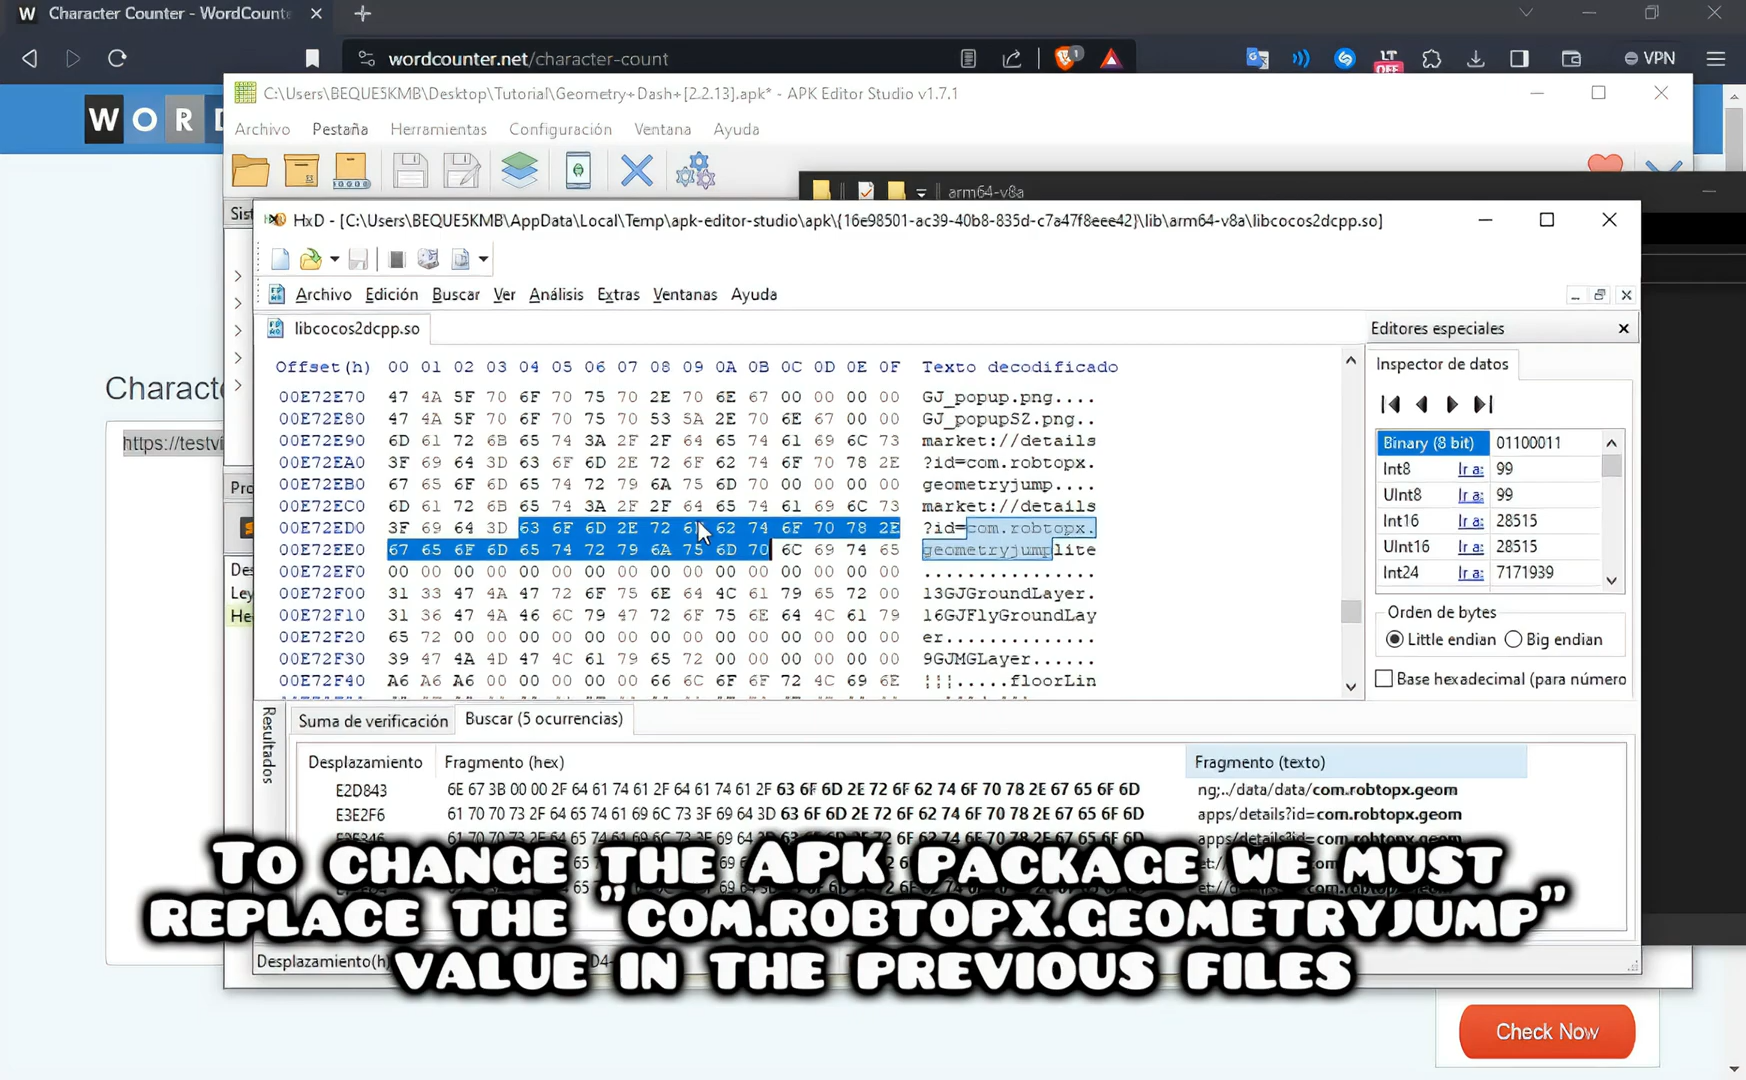 Character Counter - WordCounte
wordcounter.net/character-count
VPN
WORD
C:\Users\BEQUE5KMB\Desktop\Tutorial\Geometry+Dash+[2.2.13].apk* - APK Editor Studio v1.7.1
Archivo Pestaña Herramientas Configuración Ventana Ayuda
arm64-v8a
HxD - [C:\Users\BEQUE5KMB\AppData\Local\Temp\apk-editor-studio\apk\{16e98501-ac39-40b8-835d-c7a47f8eee42}\lib\arm64-v8a\libcocos2dcpp.so]
Archivo Edición Buscar Ver Análisis Extras Ventanas Ayuda
libcocos2dcpp.so
Offset(h) 00 01 02 03 04 05 06 07 08 09 0A 0B 0C 0D 0E 0F Texto decodificado
00E72E70 47 4A 5F 70 6F 70 75 70 2E 70 6E 67 00 00 00 00 GJ_popup.png....
00E72E80 47 4A 5F 70 6F 70 75 70 53 5A 2E 70 6E 67 00 00 GJ_popupSZ.png..
00E72E90 6D 61 72 6B 65 74 3A 2F 2F 64 65 74 61 69 6C 73 market://details
00E72EA0 3F 69 64 3D 63 6F 6D 2E 72 6F 62 74 6F 70 78 2E ?id=com.robtopx.
00E72EB0 67 65 6F 6D 65 74 72 79 6A 75 6D 70 00 00 00 00 geometryjump....
00E72EC0 6D 61 72 6B 65 74 3A 2F 2F 64 65 74 61 69 6C 73 market://details
00E72ED0 3F 69 64 3D 63 6F 6D 2E 72 62 74 6F 70 78 2E ?id=com.robtopx.
00E72EE0 67 65 6F 6D 65 74 72 79 6A 75 6D 70 6C 69 74 65 geometryjumplite
00E72EF0 00 00 00 00 00 00 00 00 00 00 00 00 00 00 00 00 ................
00E72F00 31 33 47 4A 47 72 6F 75 6E 64 4C 61 79 65 72 00 13GJGroundLayer.
00E72F10 31 36 47 4A 46 6C 79 47 72 6F 75 6E 64 4C 61 79 16GJFlyGroundLay
00E72F20 65 72 00 00 00 00 00 00 00 00 00 00 00 00 00 00 er..............
00E72F30 39 47 4A 4D 47 4C 61 79 65 72 00 00 00 00 00 00 9GJMGLayer......
00E72F40 A6 A6 A6 00 00 00 00 00 66 6C 6F 6F 72 4C 69 6E ¦¦¦.....floorLin
Editores especiales
Inspector de datos
Binary (8 bit) 01100011
Int8 Ir a: 99
UInt8 Ir a: 99
Int16 Ir a: 28515
UInt16 Ir a: 28515
Int24 Ir a: 7171939
Orden de bytes
Little endian Big endian
Base hexadecimal (para número
Resultados
Suma de verificación Buscar (5 ocurrencias)
Desplazamiento Fragmento (hex) Fragmento (texto)
E2D843 6E 67 3B 00 00 2F 64 61 74 61 2F 64 61 74 61 2F 63 6F 6D 2E 72 6F 62 74 6F 70 78 2E 67 65 6F 6D ng;../data/data/com.robtopx.geom
E3E2F6 61 70 70 73 2F 64 65 74 61 69 6C 73 3F 69 64 3D 63 6F 6D 2E 72 6F 62 74 6F 70 78 2E 67 65 6F 6D apps/details?id=com.robtopx.geom
Desplazamiento(h)
Character
https://testvi
Sist
Pro
Ley
To change the APK package we must
replace the "com.robtopx.geometryjump"
value in the previous files
Check Now